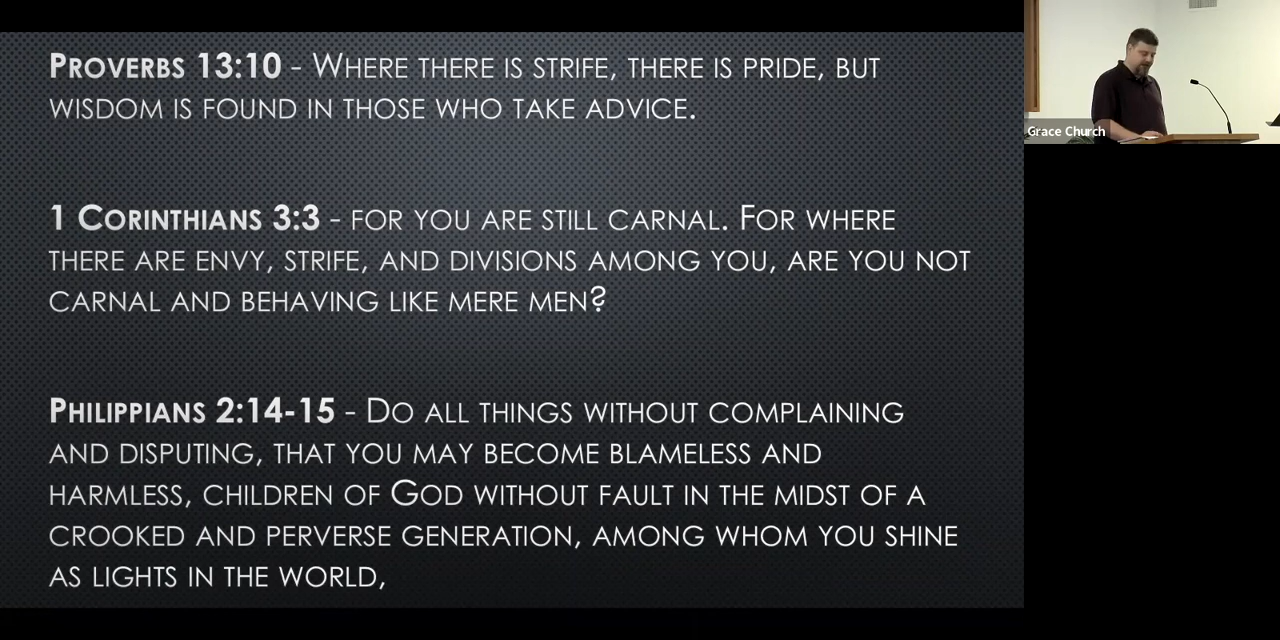 PROVERBS 13:10 - WHERE THERE IS STRIFE, THERE IS PRIDE, BUT
WISDOM IS FOUND IN THOSE WHO TAKE ADVICE.
1 CORINTHIANS 3:3 - FOR YOU ARE STILL CARNAL. FOR WHERE
THERE ARE ENVY, STRIFE, AND DIVISIONS AMONG YOU, ARE YOU NOT
CARNAL AND BEHAVING LIKE MERE MEN?
PHILIPPIANS 2:14-15 - DO ALL THINGS WITHOUT COMPLAINING
AND DISPUTING, THAT YOU MAY BECOME BLAMELESS AND
HARMLESS, CHILDREN OF GOD WITHOUT FAULT IN THE MIDST OF A
CROOKED AND PERVERSE GENERATION, AMONG WHOM YOU SHINE
AS LIGHTS IN THE WORLD,
Grace Church